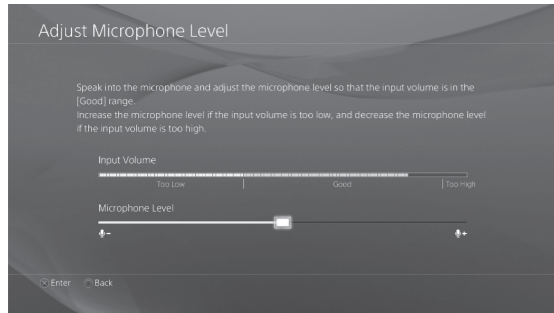 Adjust Microphone Level
Speak into the microphone and adjust the microphone level so that the input volume is in the
[Good] range.
Increase the microphone level if the input volume is too low, and decrease the microphone level
if the input volume is too high.
Input Volume
Too Low Good Too High
Microphone Level
− +
Enter Back